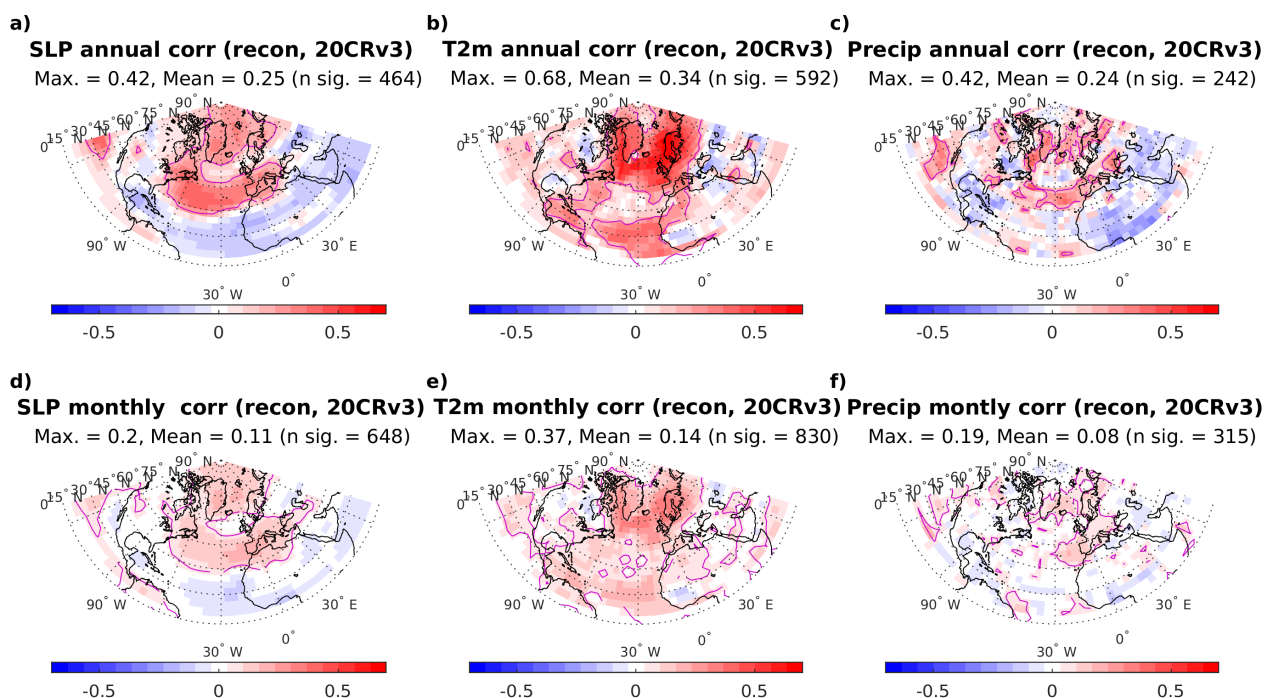 a)
SLP annual corr (recon, 20CRv3)
Max. = 0.42, Mean = 0.25 (n sig. = 464)
90° N
75° N
60° N
45° N
30° N
15° N
0°
90° W
30° E
0°
30° W
-0.5 0 0.5
b)
T2m annual corr (recon, 20CRv3)
Max. = 0.68, Mean = 0.34 (n sig. = 592)
90° N
75° N
60° N
45° N
30° N
15° N
0°
90° W
30° E
0°
30° W
-0.5 0 0.5
c)
Precip annual corr (recon, 20CRv3)
Max. = 0.42, Mean = 0.24 (n sig. = 242)
90° N
75° N
60° N
45° N
30° N
15° N
0°
90° W
30° E
0°
30° W
-0.5 0 0.5
d)
SLP monthly  corr (recon, 20CRv3)
Max. = 0.2, Mean = 0.11 (n sig. = 648)
90° N
75° N
60° N
45° N
30° N
15° N
0°
90° W
30° E
0°
30° W
-0.5 0 0.5
e)
T2m monthly corr (recon, 20CRv3)
Max. = 0.37, Mean = 0.14 (n sig. = 830)
90° N
75° N
60° N
45° N
30° N
15° N
0°
90° W
30° E
0°
30° W
-0.5 0 0.5
f)
Precip montly corr (recon, 20CRv3)
Max. = 0.19, Mean = 0.08 (n sig. = 315)
90° N
75° N
60° N
45° N
30° N
15° N
0°
90° W
30° E
0°
30° W
-0.5 0 0.5